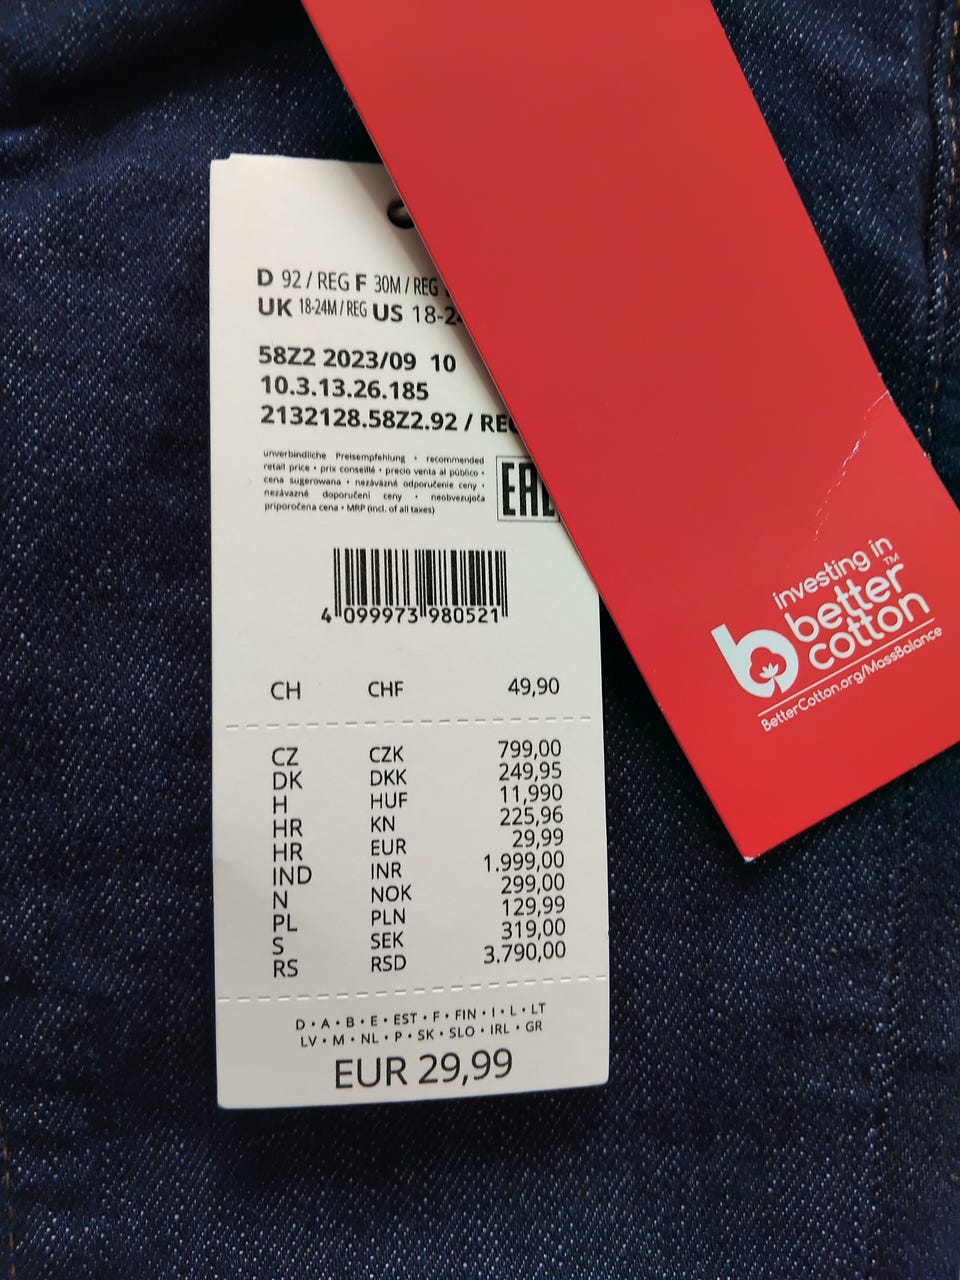 D 92 / REG F 30M / REG
UK 18-24M / REG US 18-2
58Z2 2023/09 10
10.3.13.26.185
2132128.58Z2.92 / REG
unverbindliche Preisempfehlung • recommended
retail price • prix conseillé • precio venta al público •
cena sugerowana • nezáväzné odporučenie ceny •
nezávazné doporučení ceny • neobvezujoča
priporočena cena • MRP (incl. of all taxes)
EAC
4 099973 980521
CH CHF 49,90
CZ CZK 799,00
DK DKK 249,95
H HUF 11,990
HR KN 225,96
HR EUR 29,99
IND INR 1.999,00
N NOK 299,00
PL PLN 129,99
S SEK 319,00
RS RSD 3.790,00
D • A • B • E • EST • F • FIN • I • L • LT
LV • M • NL • P • SK • SLO • IRL • GR
EUR 29,99
investing in
better™
cotton
BetterCotton.org/MassBalance